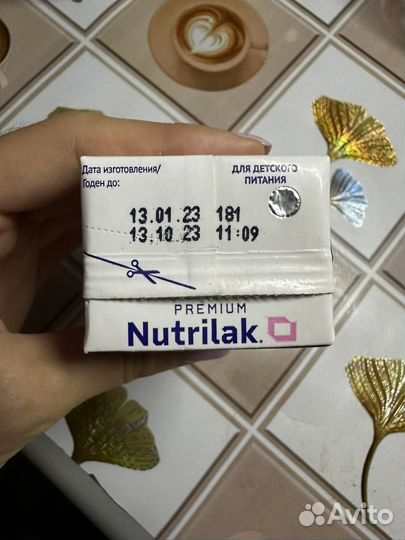 Дата изготовления/
Годен до:
ДЛЯ ДЕТСКОГО
ПИТАНИЯ
13.01.23 181
13.10.23 11:09
PREMIUM
Nutrilak.
Avito